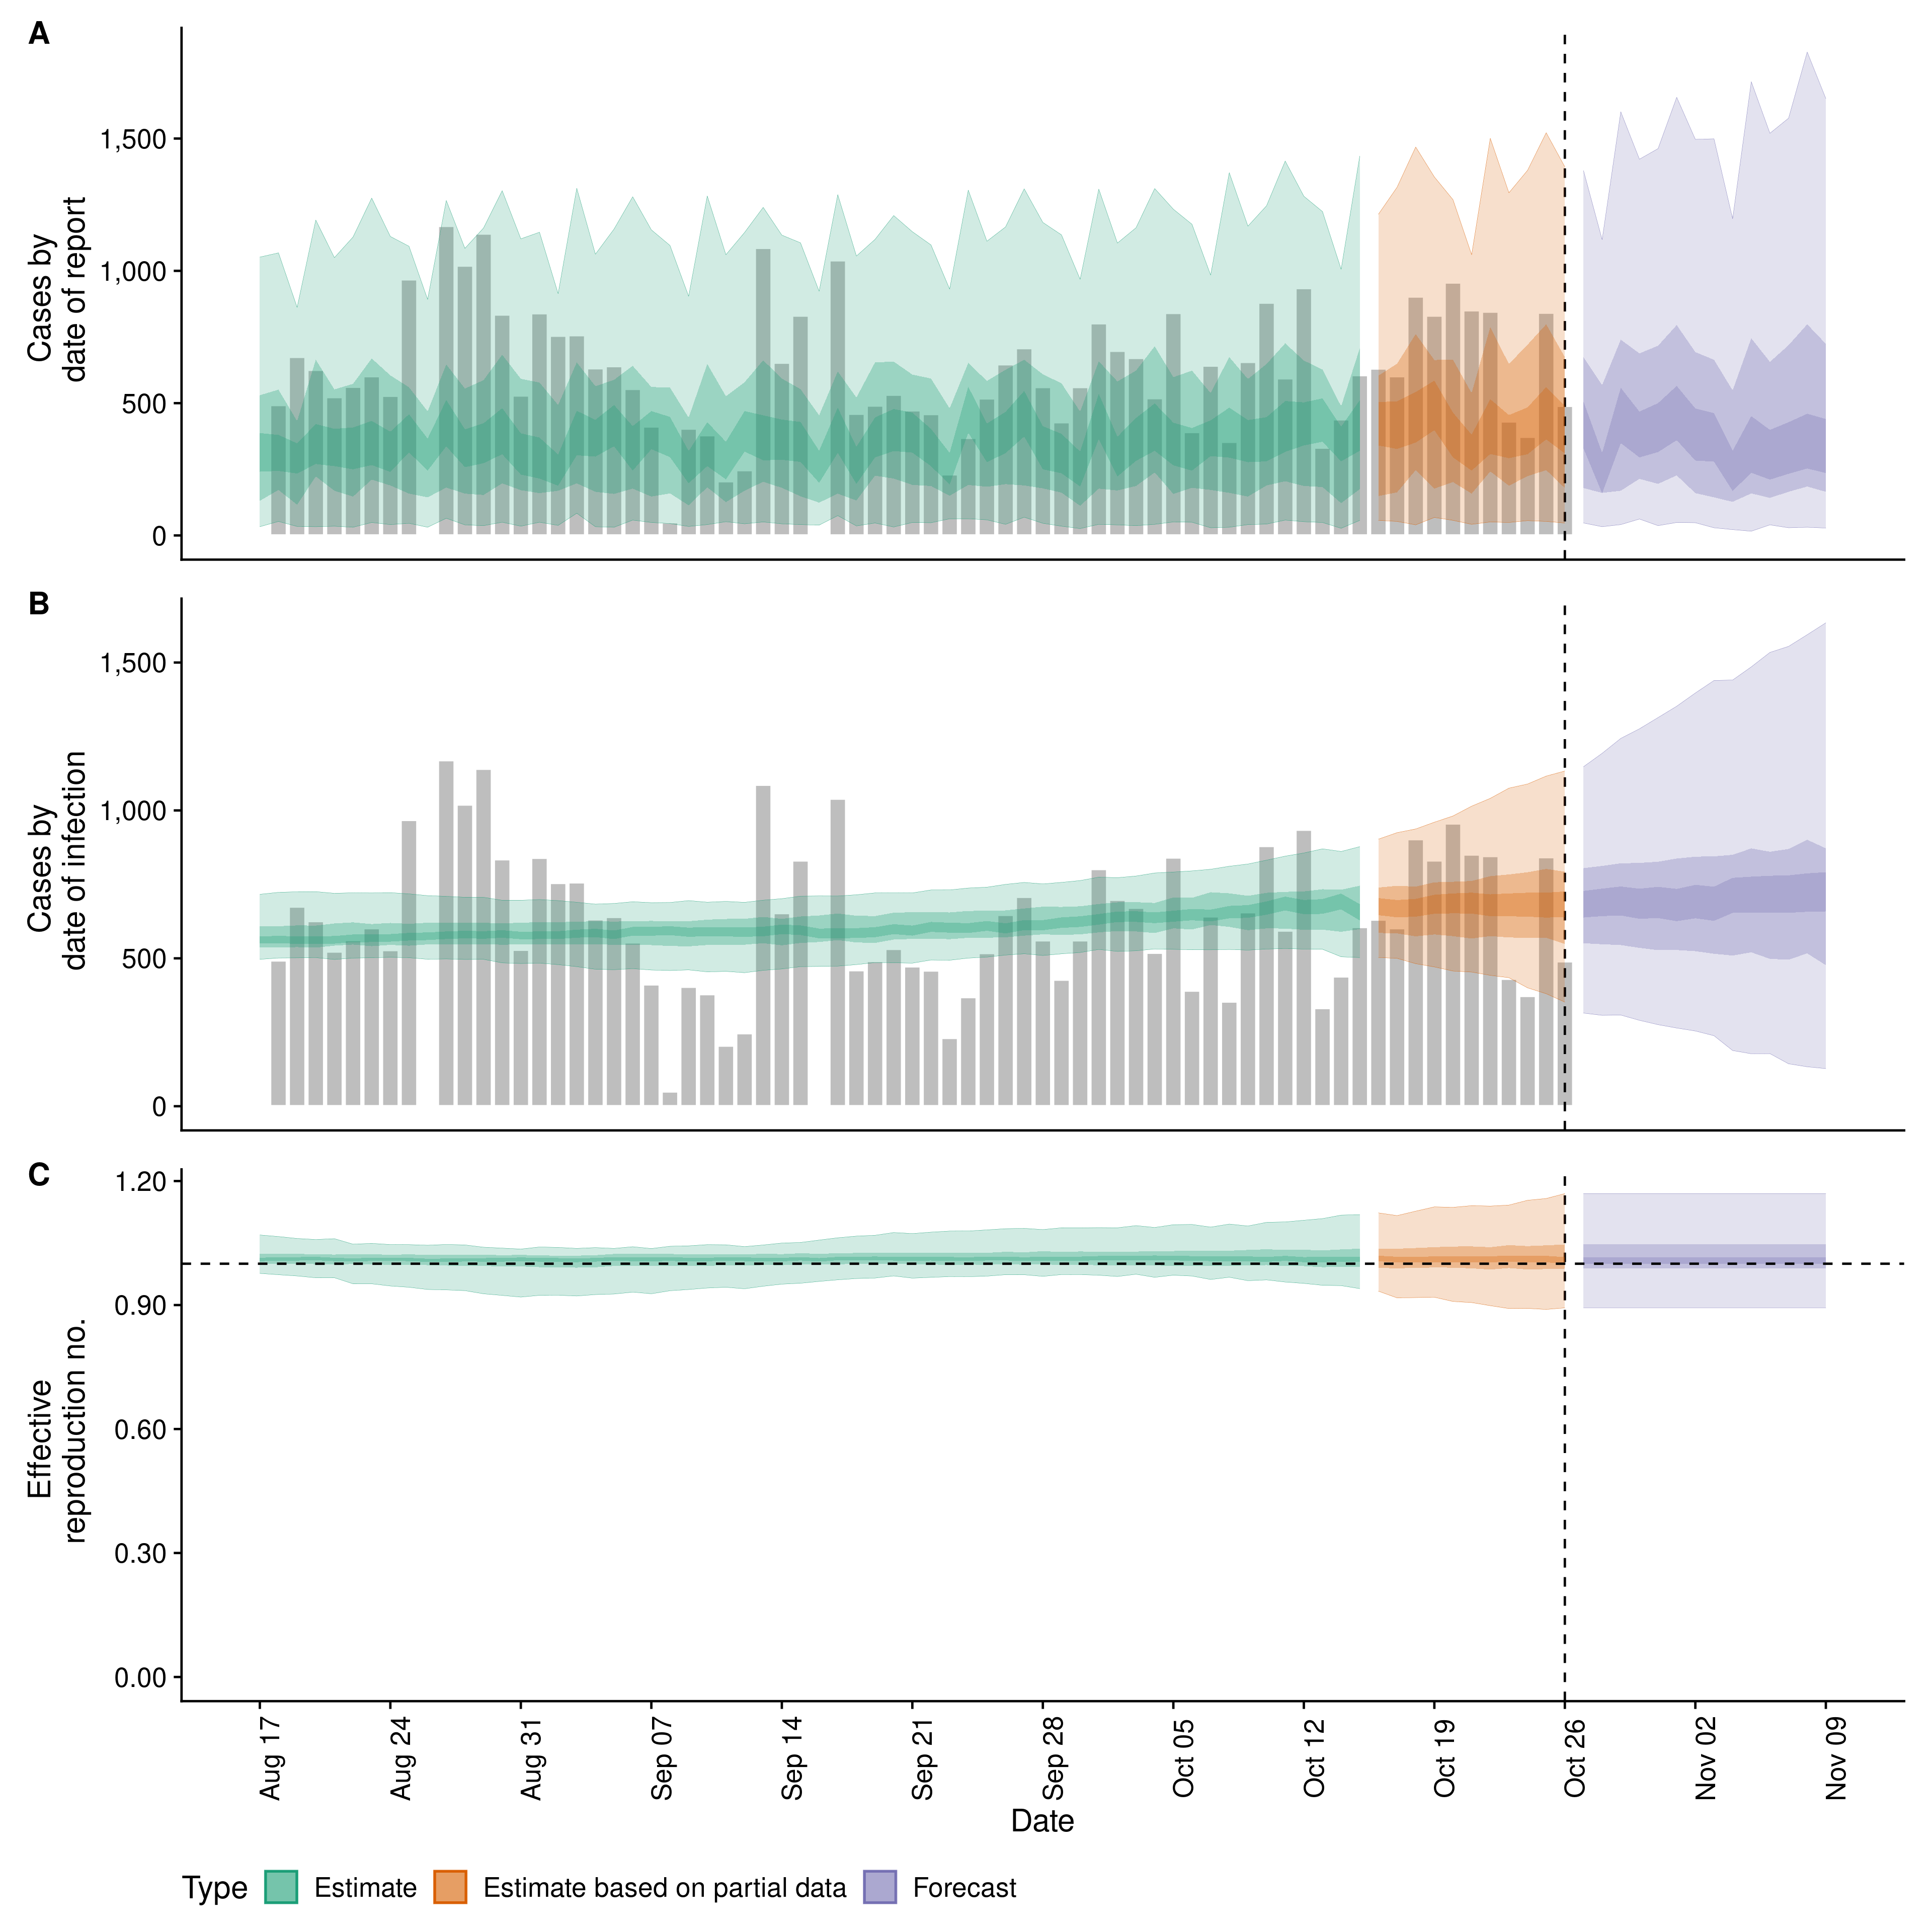 A
Cases by
date of report
1,500
1,000
500
0
B
Cases by
date of infection
1,500
1,000
500
0
C
Effective
reproduction no.
1.20
0.90
0.60
0.30
0.00
Aug 17
Aug 24
Aug 31
Sep 07
Sep 14
Sep 21
Sep 28
Oct 05
Oct 12
Oct 19
Oct 26
Nov 02
Nov 09
Date
Type Estimate Estimate based on partial data Forecast